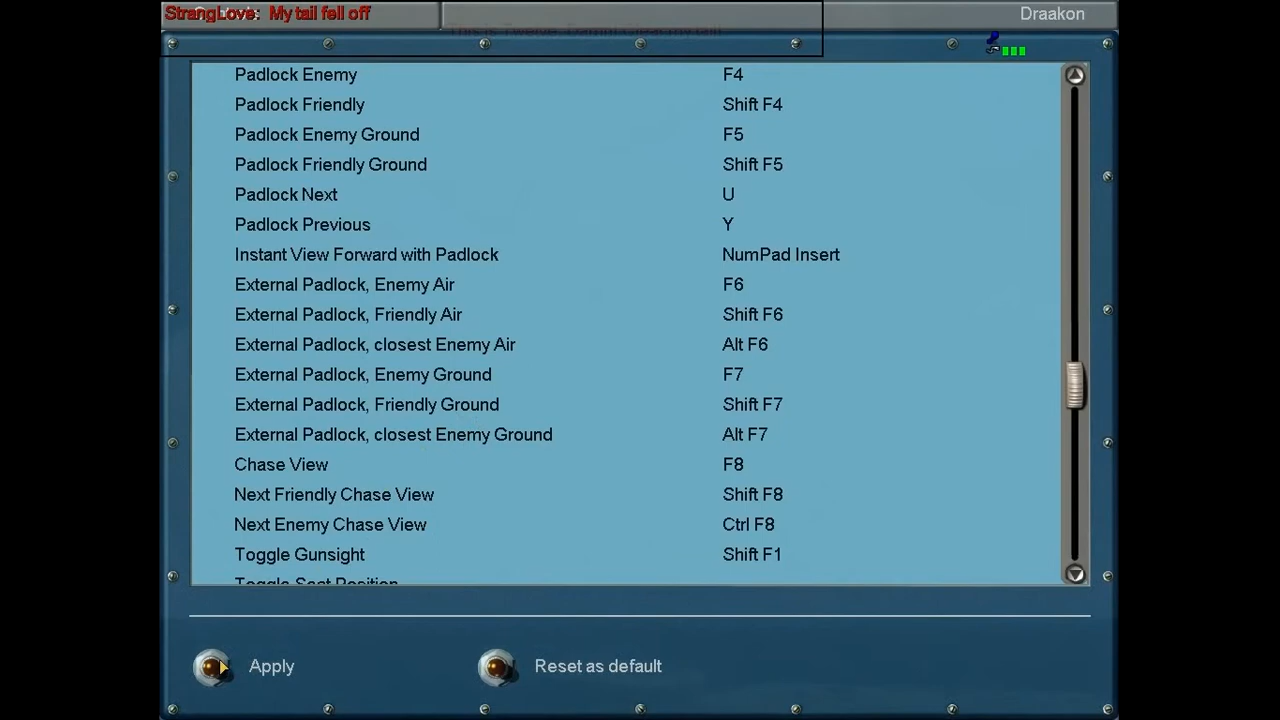 StrangLove: My tail fell off
Draakon
Padlock Enemy F4
Padlock Friendly Shift F4
Padlock Enemy Ground F5
Padlock Friendly Ground Shift F5
Padlock Next U
Padlock Previous Y
Instant View Forward with Padlock NumPad Insert
External Padlock, Enemy Air F6
External Padlock, Friendly Air Shift F6
External Padlock, closest Enemy Air Alt F6
External Padlock, Enemy Ground F7
External Padlock, Friendly Ground Shift F7
External Padlock, closest Enemy Ground Alt F7
Chase View F8
Next Friendly Chase View Shift F8
Next Enemy Chase View Ctrl F8
Toggle Gunsight Shift F1
Toggle Seat Position
Apply Reset as default